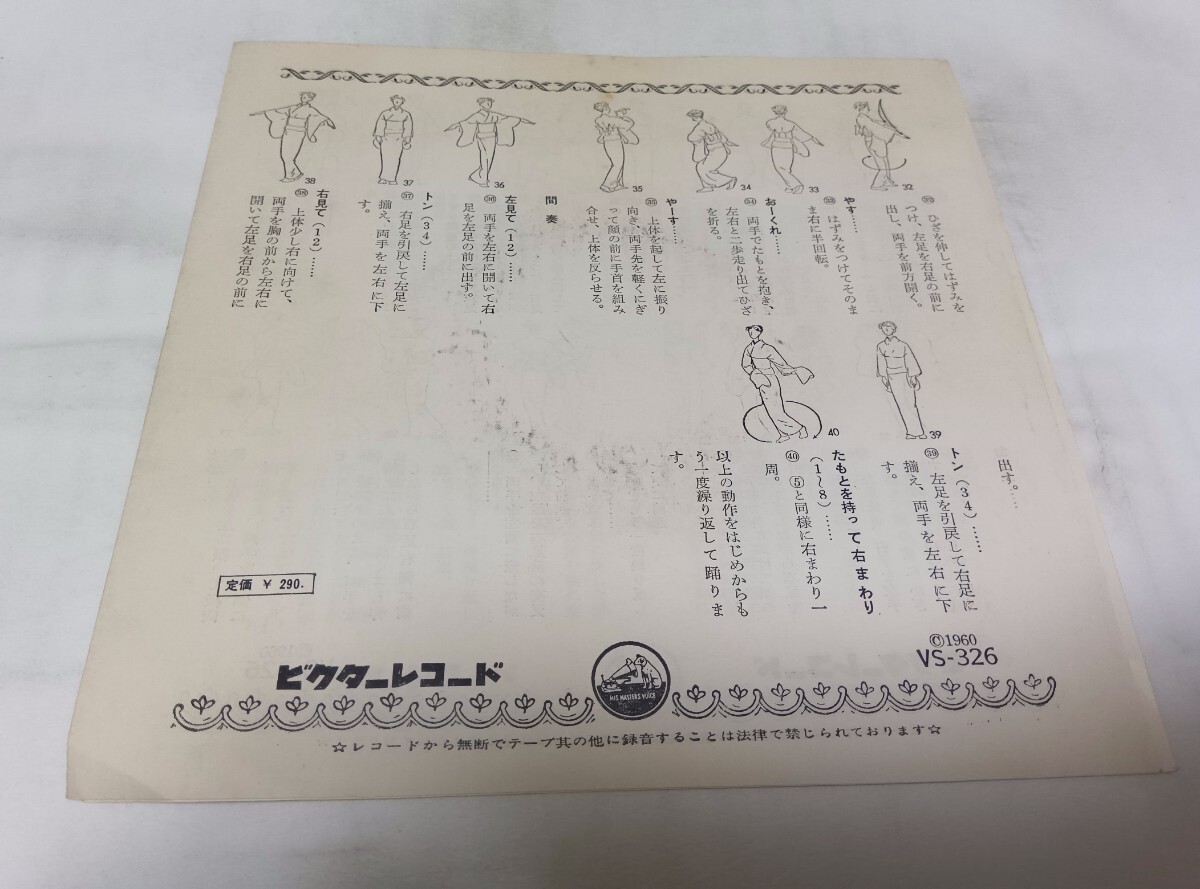 32
㉜ ひざを伸してはずみを
つけ、左足を右足の前に
出し、両手を前方開く。
やす……
33
㉝ はずみをつけてそのま
ま右に半回転。
おーくれ……
34
㉞ 両手でたもとを抱き、
左右と二歩走り出てひざ
を折る。
やーす……
35
㉟ 上体を起して左に振り
向き、両手先を軽くにぎ
って顔の前に手首を組み
合せ、上体を反らせる。
間奏
左見て（12）……
36
㊱ 両手を左右に開いて右
足を左足の前に出す。
トン（34）……
37
㊲ 右足を引戻して左足に
揃え、両手を左右に下
す。
右見て（12）……
38
㊳ 上体少し右に向けて、
両手を胸の前から左右に
開いて左足を右足の前に
出す。…
トン（34）……
39
㊴ 左足を引戻して右足に
揃え、両手を左右に下
す。
たもとを持って右まわり
（1～8）……
40
㊵ ⑤と同様に右まわり一
周。
以上の動作をはじめからも
う一度繰り返して踊りま
す。
定価 ¥ 290.
©1960
VS-326
ビクターレコード
HIS MASTERS VOICE
☆レコードから無断でテープ其の他に録音することは法律で禁じられております☆